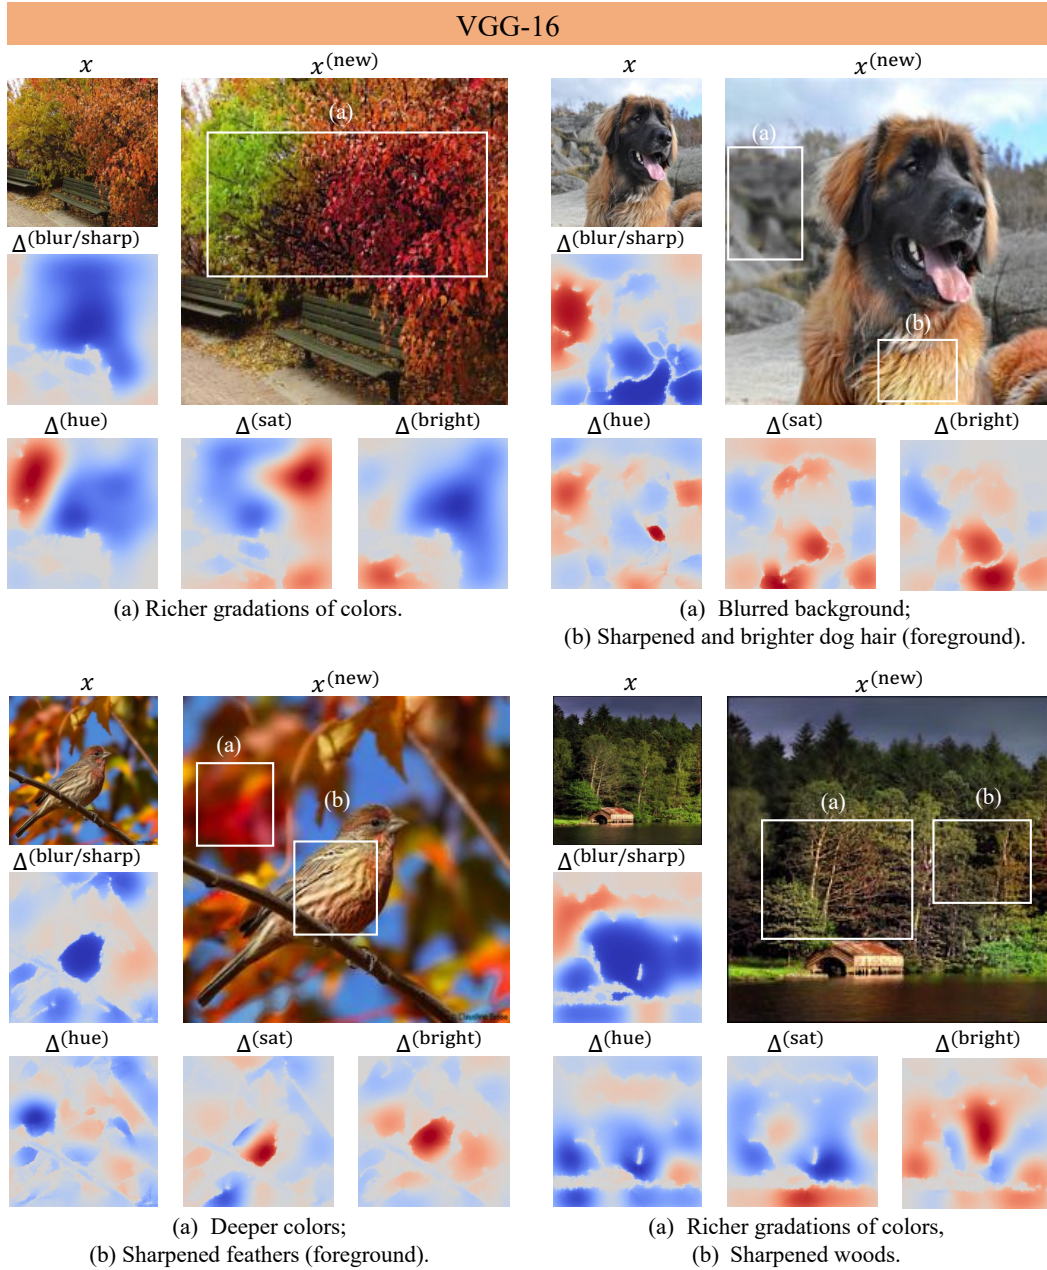 VGG-16
x
x(new)
(a)
Δ(blur/sharp)
Δ(hue)
Δ(sat)
Δ(bright)
(a) Richer gradations of colors.
x
x(new)
(a)
(b)
Δ(blur/sharp)
Δ(hue)
Δ(sat)
Δ(bright)
(a) Blurred background;
(b) Sharpened and brighter dog hair (foreground).
x
x(new)
(a)
(b)
Δ(blur/sharp)
Δ(hue)
Δ(sat)
Δ(bright)
(a) Deeper colors;
(b) Sharpened feathers (foreground).
x
x(new)
(a)
(b)
Δ(blur/sharp)
Δ(hue)
Δ(sat)
Δ(bright)
(a) Richer gradations of colors,
(b) Sharpened woods.